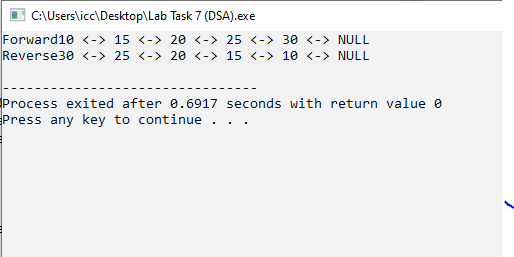 C:\Users\icc\Desktop\Lab Task 7 (DSA).exe
Forward10 <-> 15 <-> 20 <-> 25 <-> 30 <-> NULL
Reverse30 <-> 25 <-> 20 <-> 15 <-> 10 <-> NULL
--------------------------------
Process exited after 0.6917 seconds with return value 0
Press any key to continue . . .